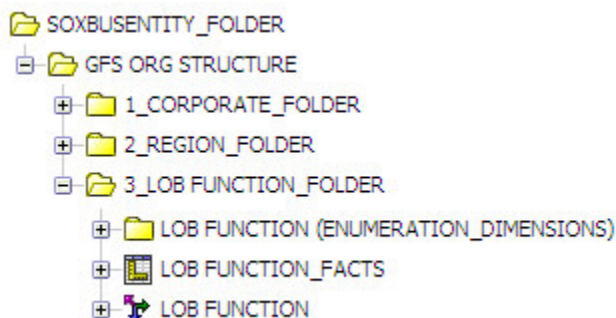 SOXBUSENTITY_FOLDER
GFS ORG STRUCTURE
1_CORPORATE_FOLDER
2_REGION_FOLDER
3_LOB FUNCTION_FOLDER
LOB FUNCTION (ENUMERATION_DIMENSIONS)
LOB FUNCTION_FACTS
LOB FUNCTION